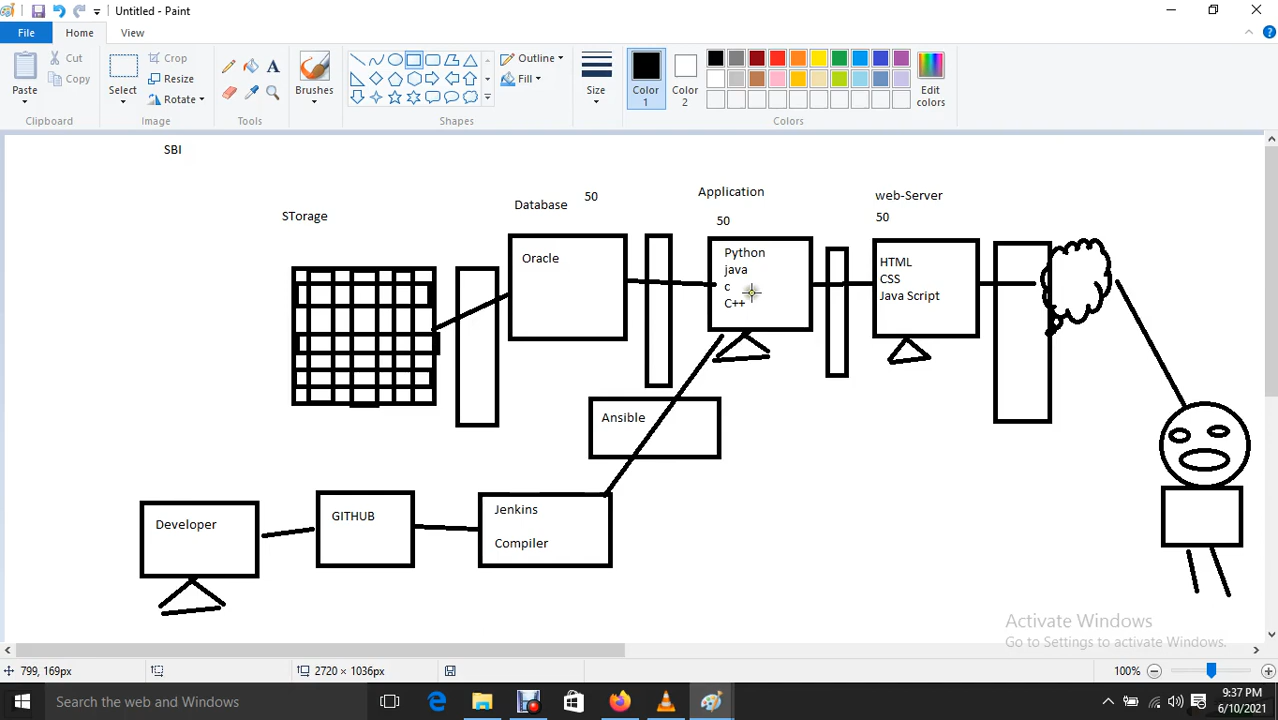 Untitled - Paint
File
Home
View
Paste
Cut
Copy
Clipboard
Select
Crop
Resize
Rotate
Image
Tools
Brushes
Shapes
Outline
Fill
Size
Color 1
Color 2
Edit colors
Colors
SBI
STorage
Database
50
Application
50
web-Server
50
Oracle
Python
java
c
C++
HTML
CSS
Java Script
Ansible
Developer
GITHUB
Jenkins
Compiler
Activate Windows
Go to Settings to activate Windows.
799, 169px
2720 × 1036px
100%
Search the web and Windows
9:37 PM
6/10/2021